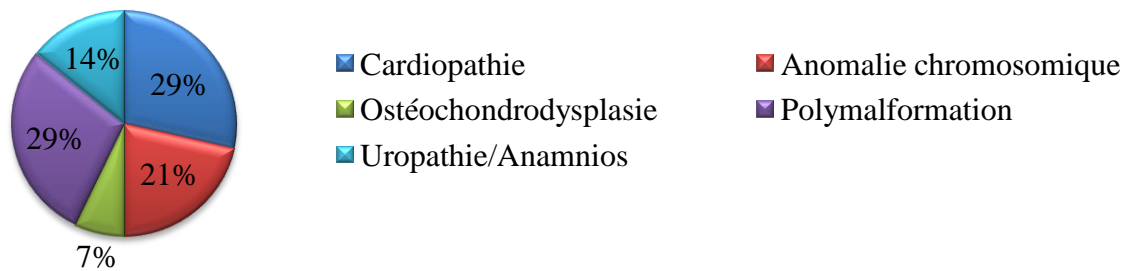 14%
29%
29%
21%
7%
Cardiopathie
Anomalie chromosomique
Ostéochondrodysplasie
Polymalformation
Uropathie/Anamnios